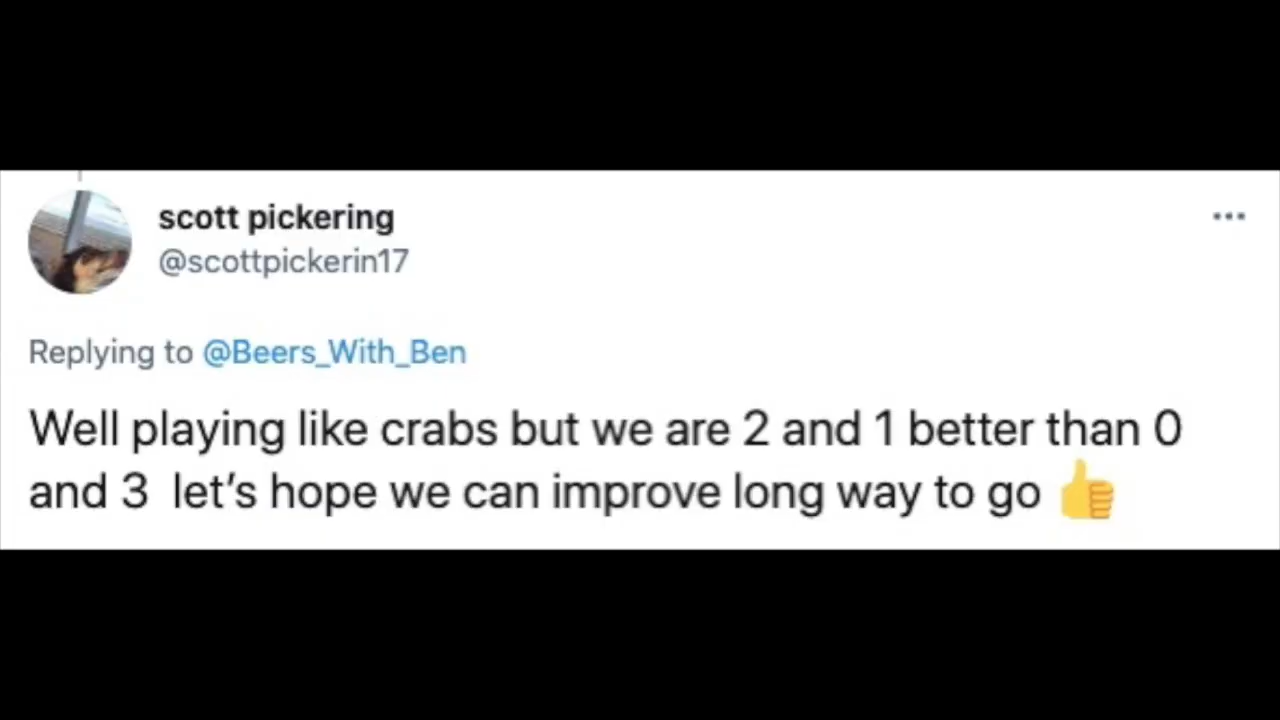 scott pickering
@scottpickerin17
Replying to @Beers_With_Ben
Well playing like crabs but we are 2 and 1 better than 0
and 3  let’s hope we can improve long way to go 👍